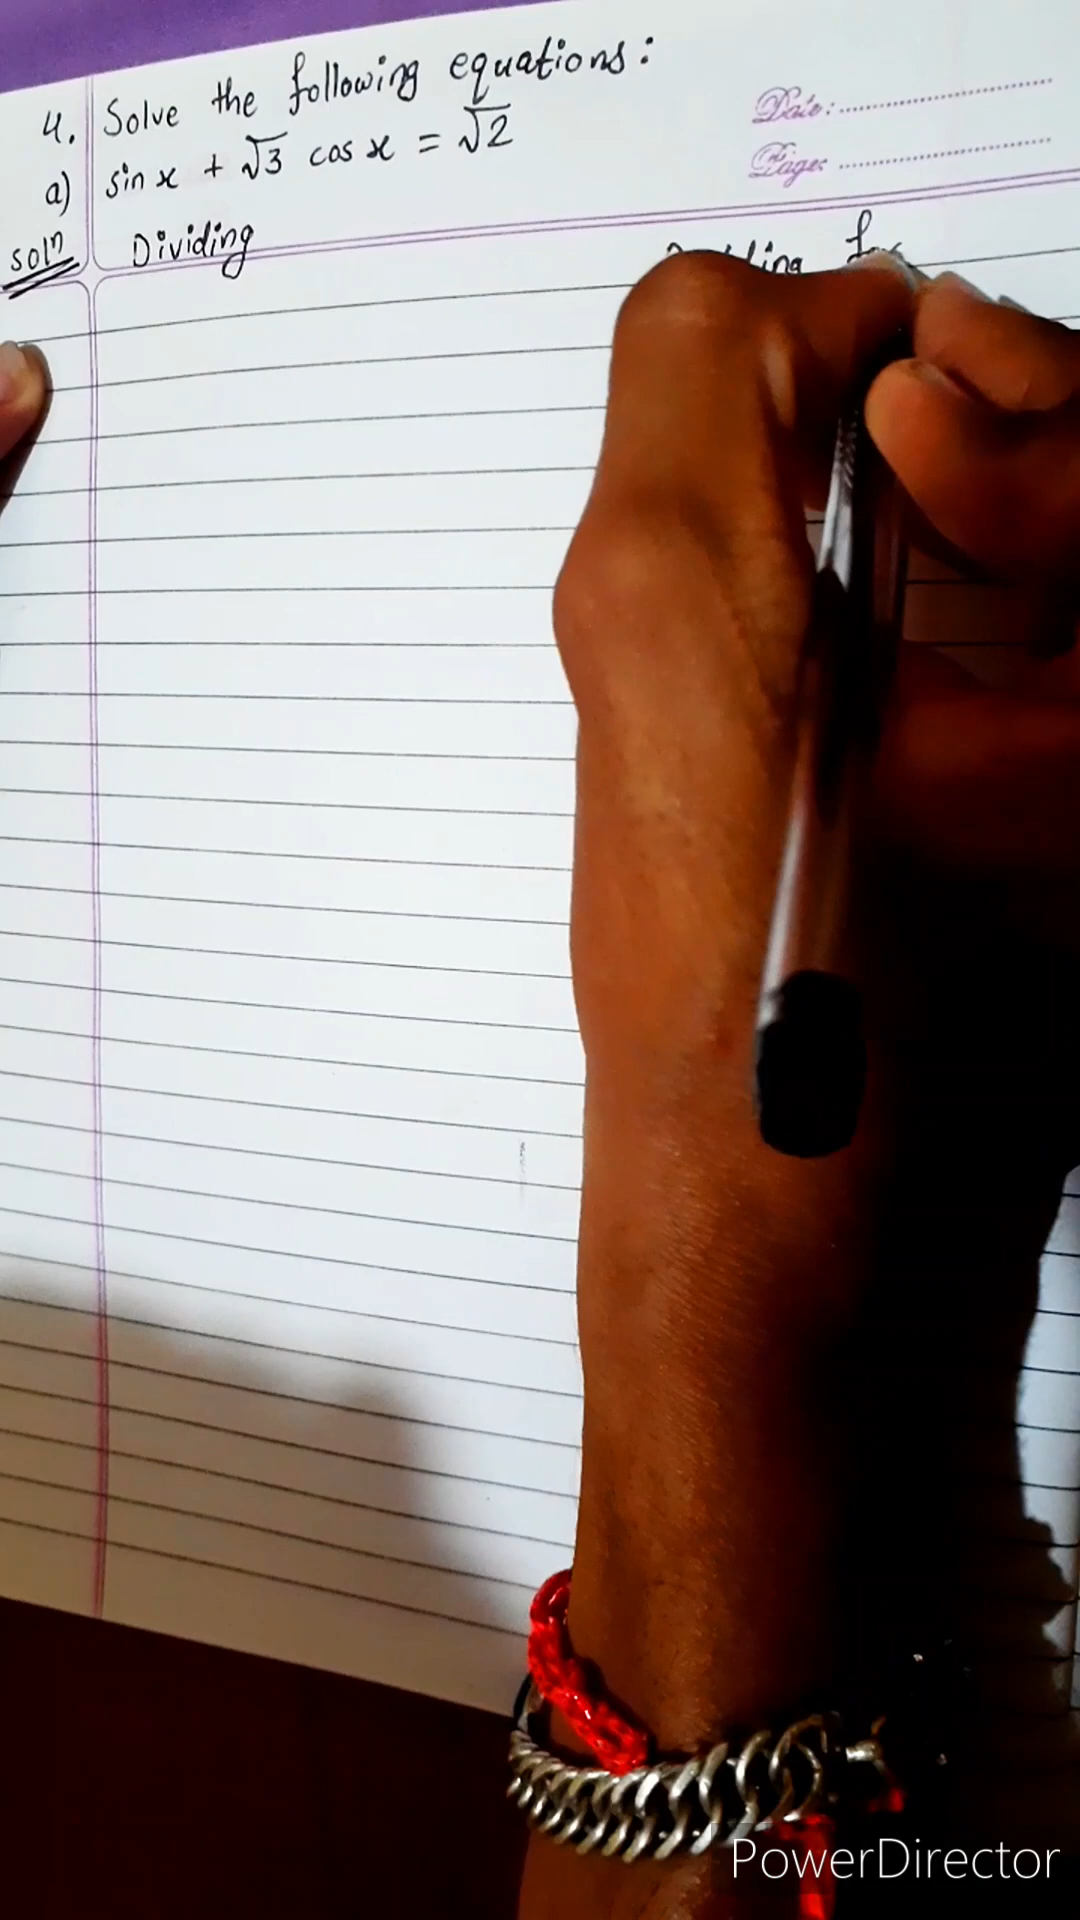 4. Solve the following equations:
a) sin x + √3 cos x = √2
Date:
Page:
soln Dividing
PowerDirector